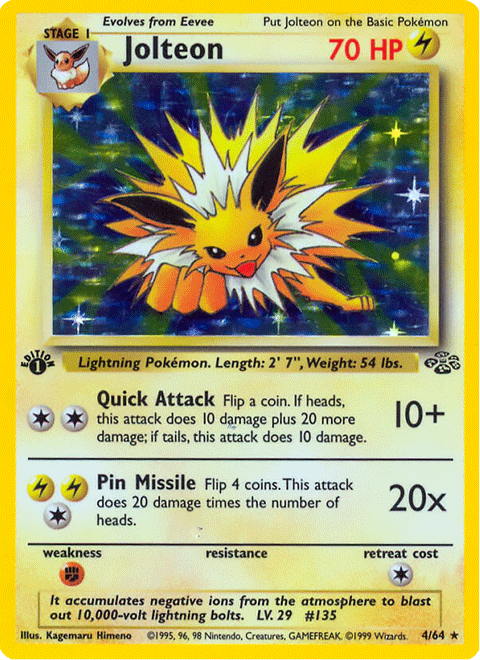 Evolves from Eevee
Put Jolteon on the Basic Pokémon
STAGE 1
Jolteon
70 HP
EDITION
1
Lightning Pokémon. Length: 2' 7", Weight: 54 lbs.
Quick Attack Flip a coin. If heads,
this attack does 10 damage plus 20 more
damage; if tails, this attack does 10 damage.
10+
Pin Missile Flip 4 coins. This attack
does 20 damage times the number of
heads.
20x
weakness
resistance
retreat cost
It accumulates negative ions from the atmosphere to blast
out 10,000-volt lightning bolts. LV. 29 #135
Illus. Kagemaru Himeno
©1995, 96, 98 Nintendo, Creatures, GAMEFREAK. ©1999 Wizards.
4/64 ★